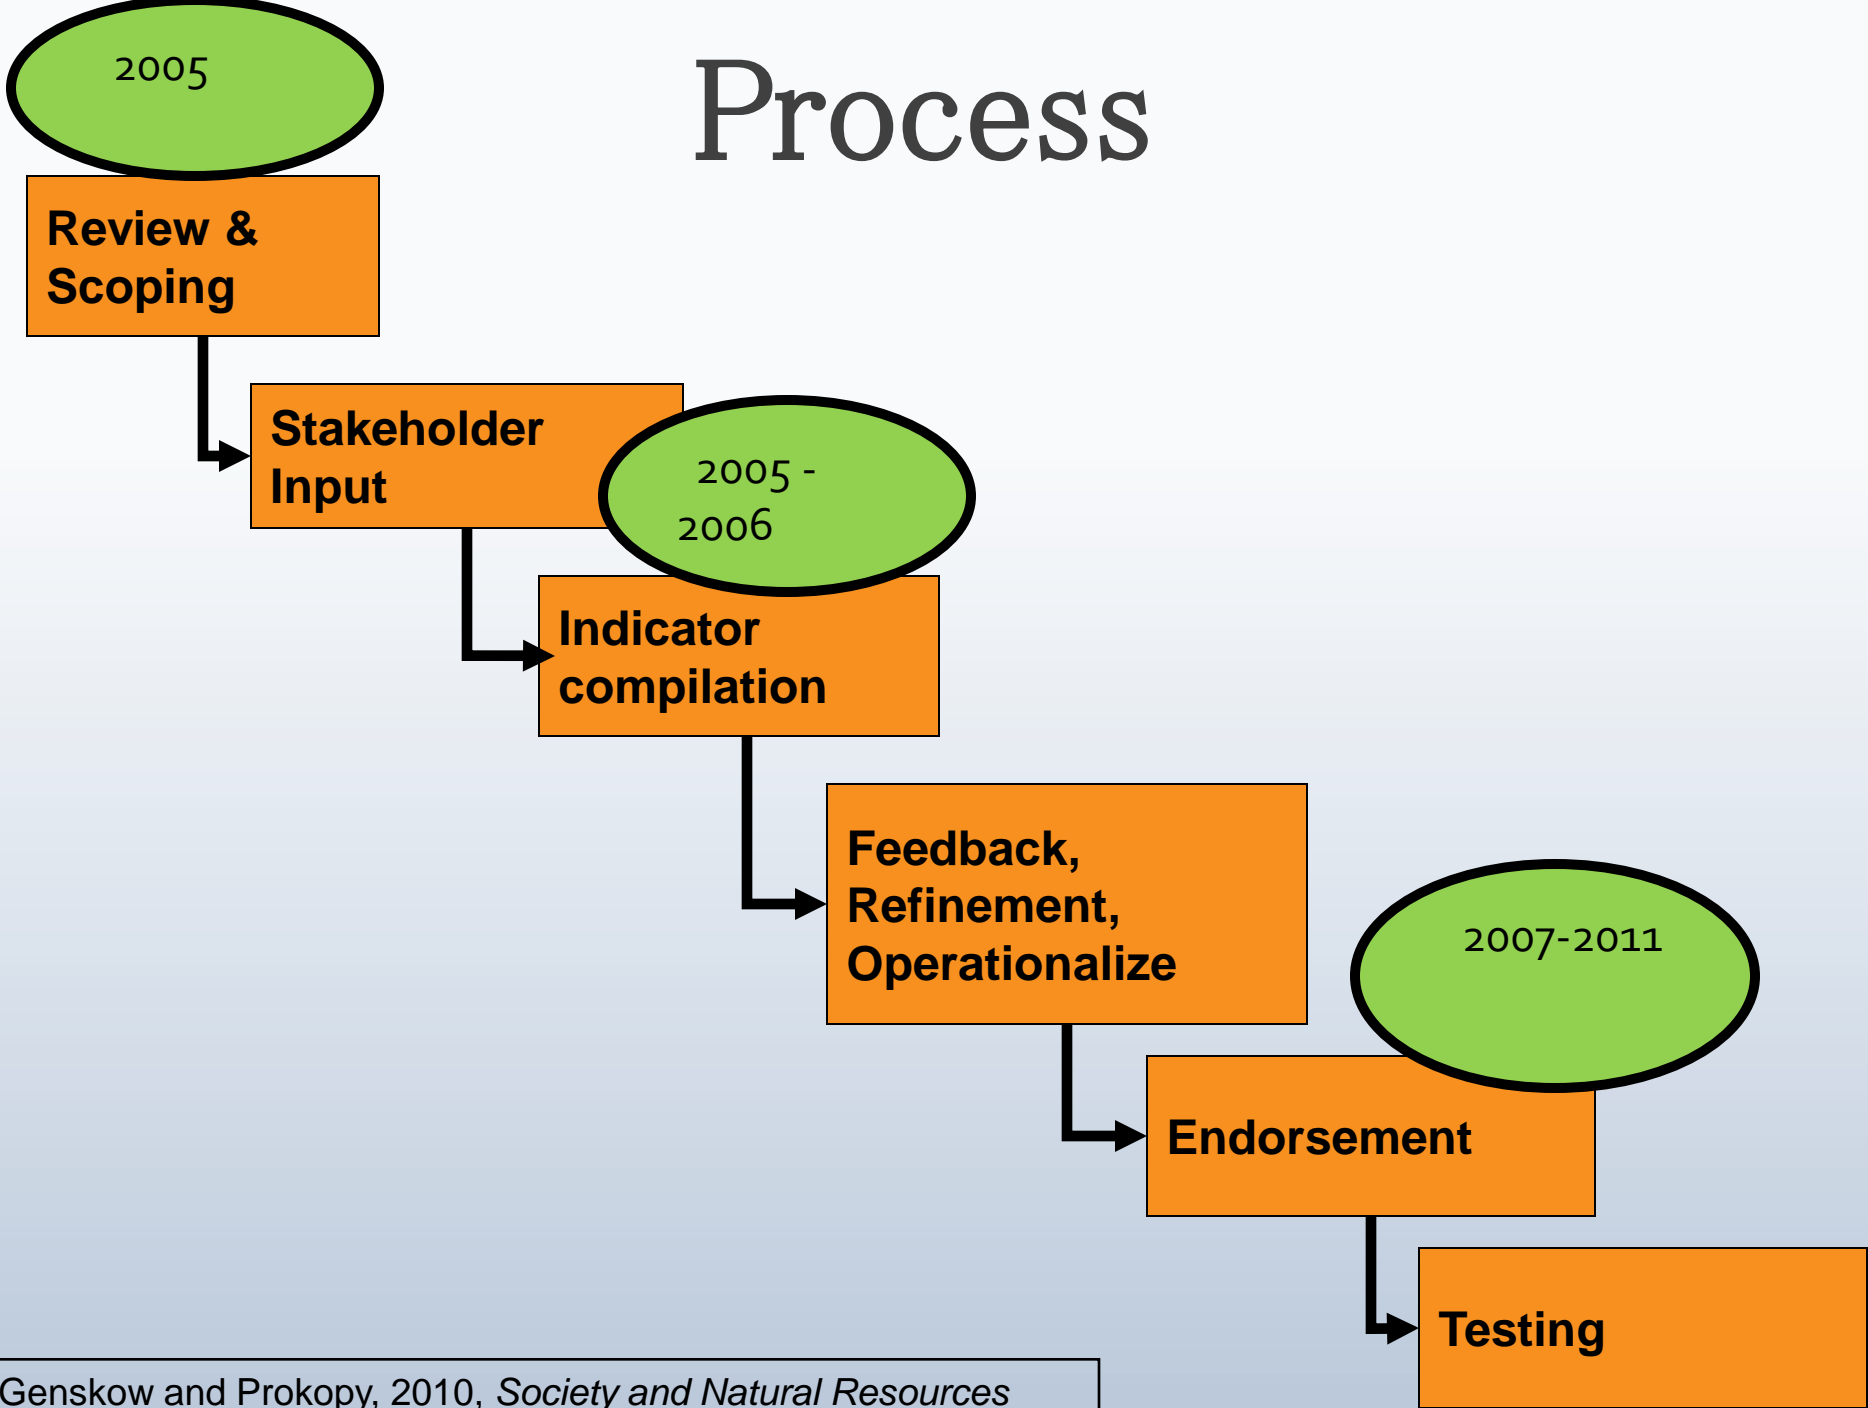 2005
Process
Review &
Scoping
Stakeholder
Input
2005 -
2006
Indicator
compilation
Feedback,
Refinement,
Operationalize
2007-2011
Endorsement
Testing
Genskow and Prokopy, 2010, Society and Natural Resources